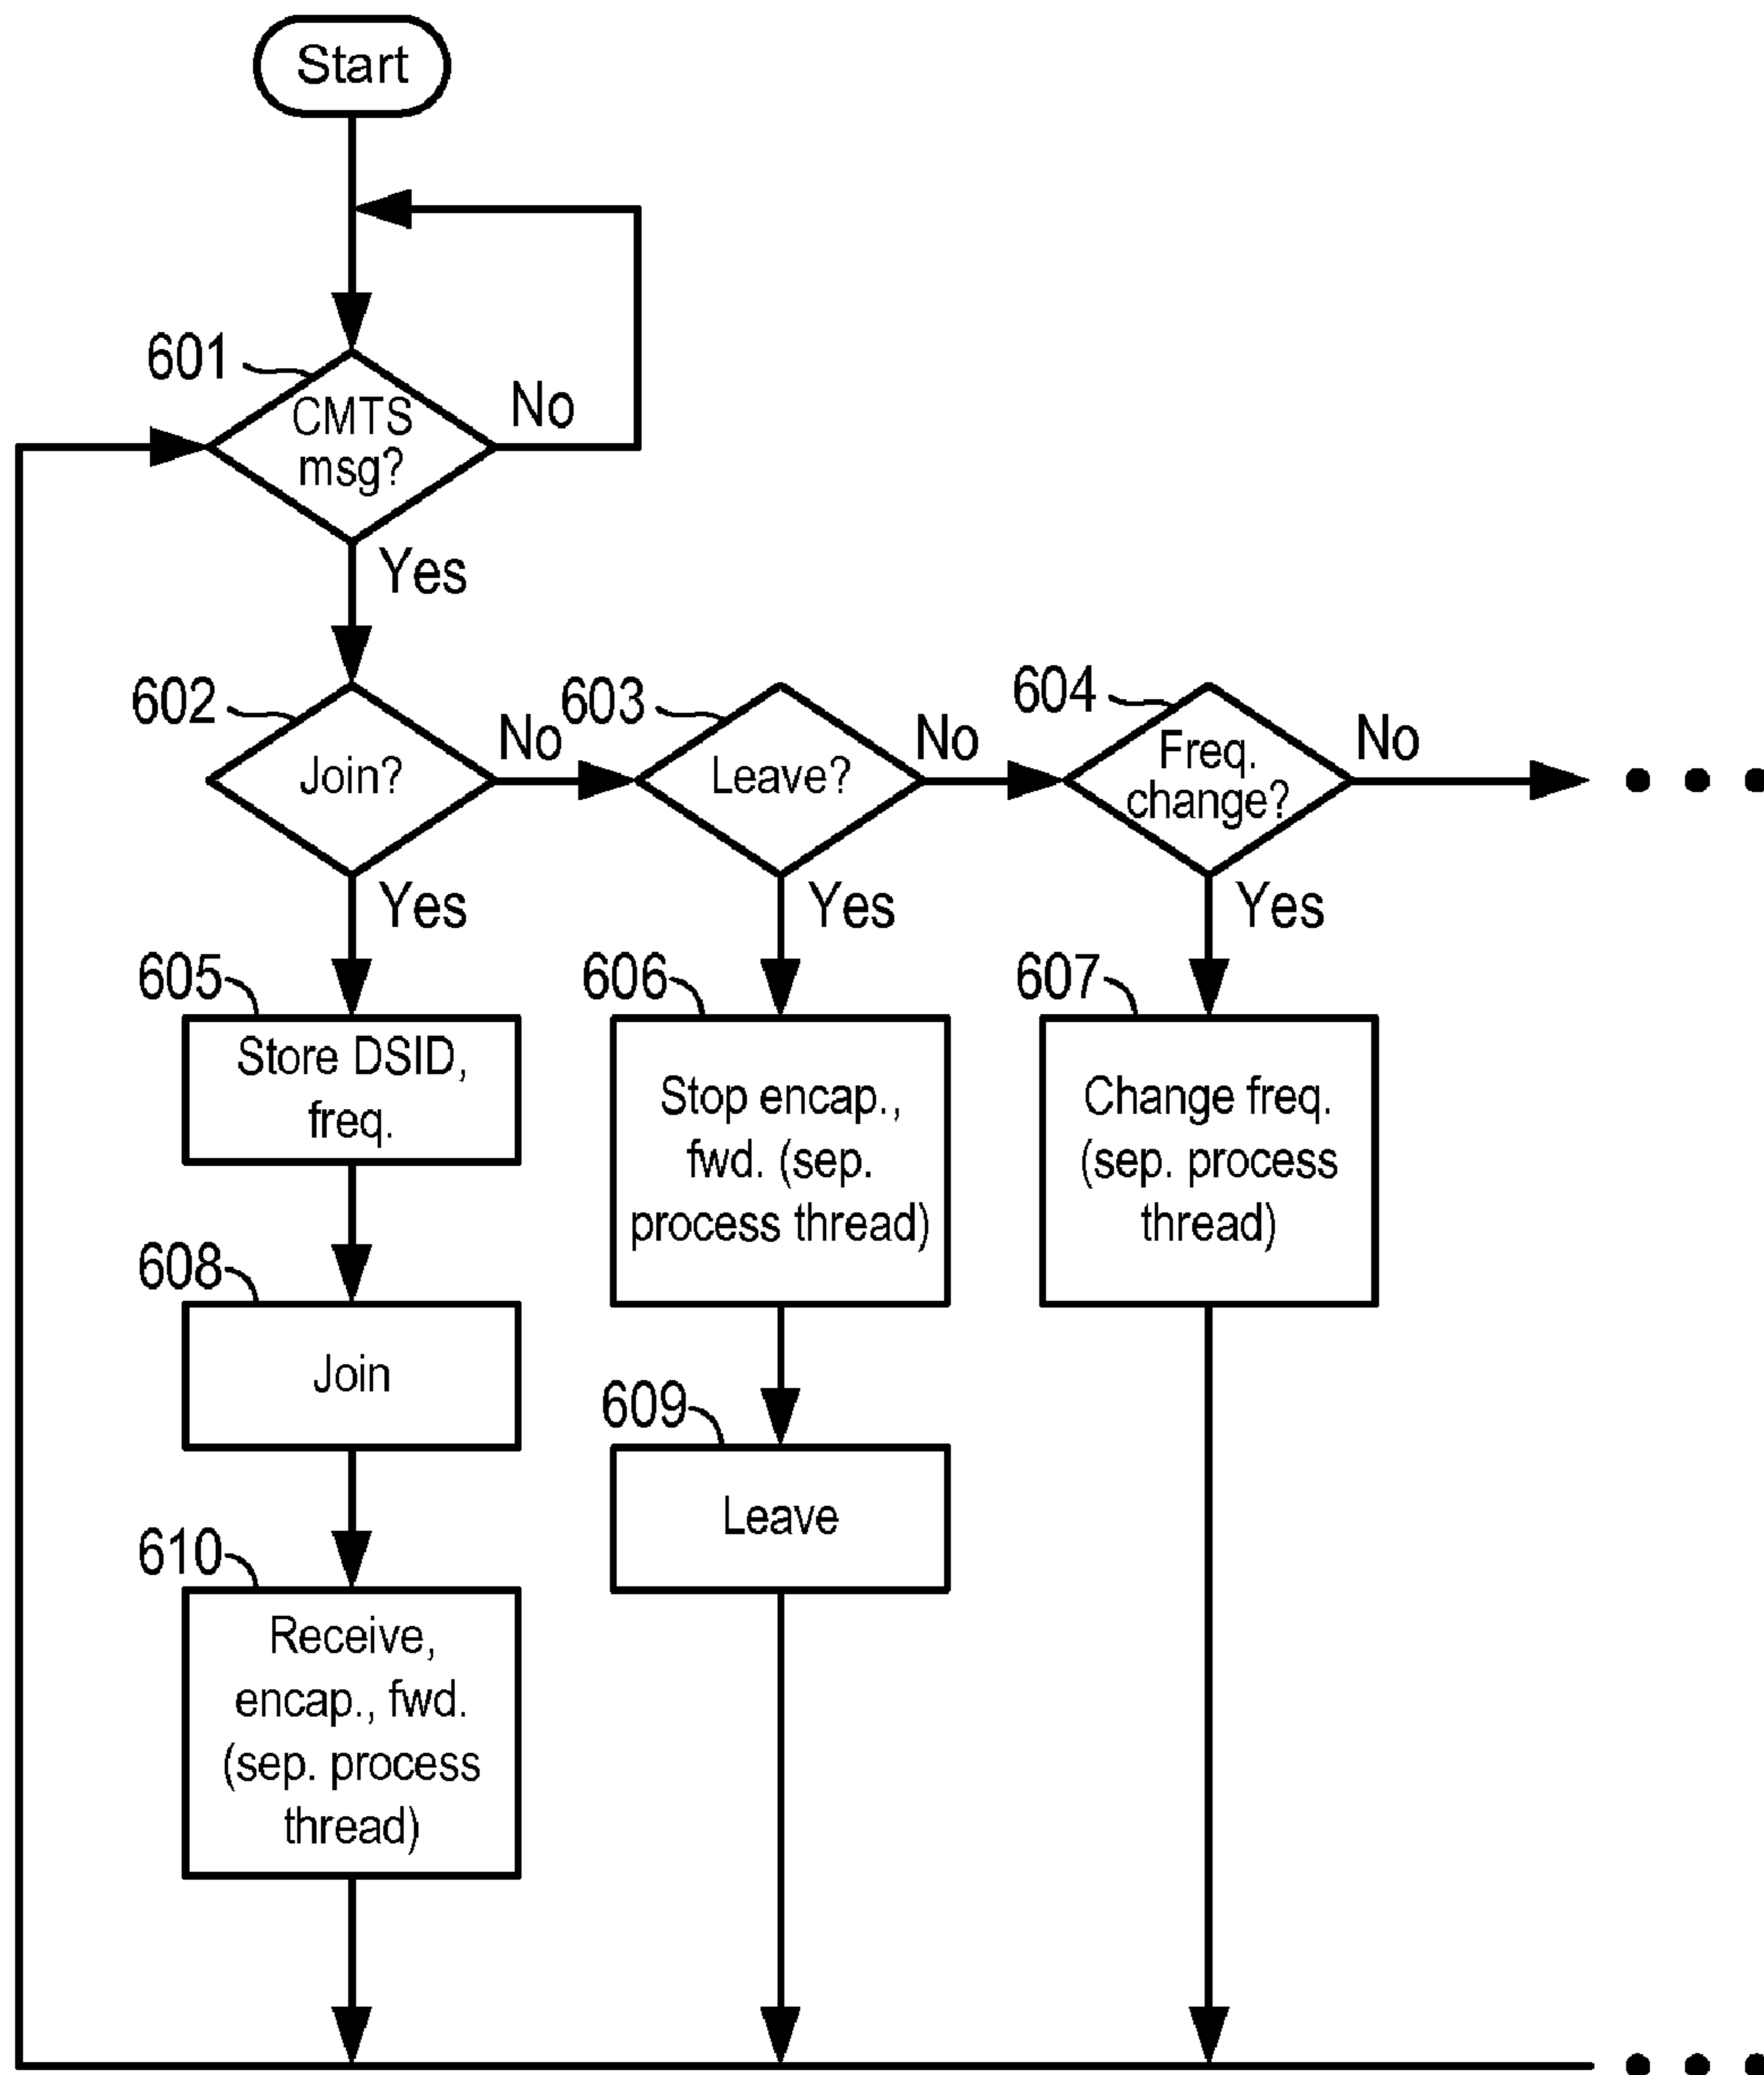 Start
601
CMTS
msg?
No
Yes
602
Join?
No
603
Leave?
No
604
Freq.
change?
No
Yes
Yes
Yes
605
Store DSID,
freq.
606
Stop encap.,
fwd. (sep.
process thread)
607
Change freq.
(sep. process
thread)
608
Join
609
Leave
610
Receive,
encap., fwd.
(sep. process
thread)